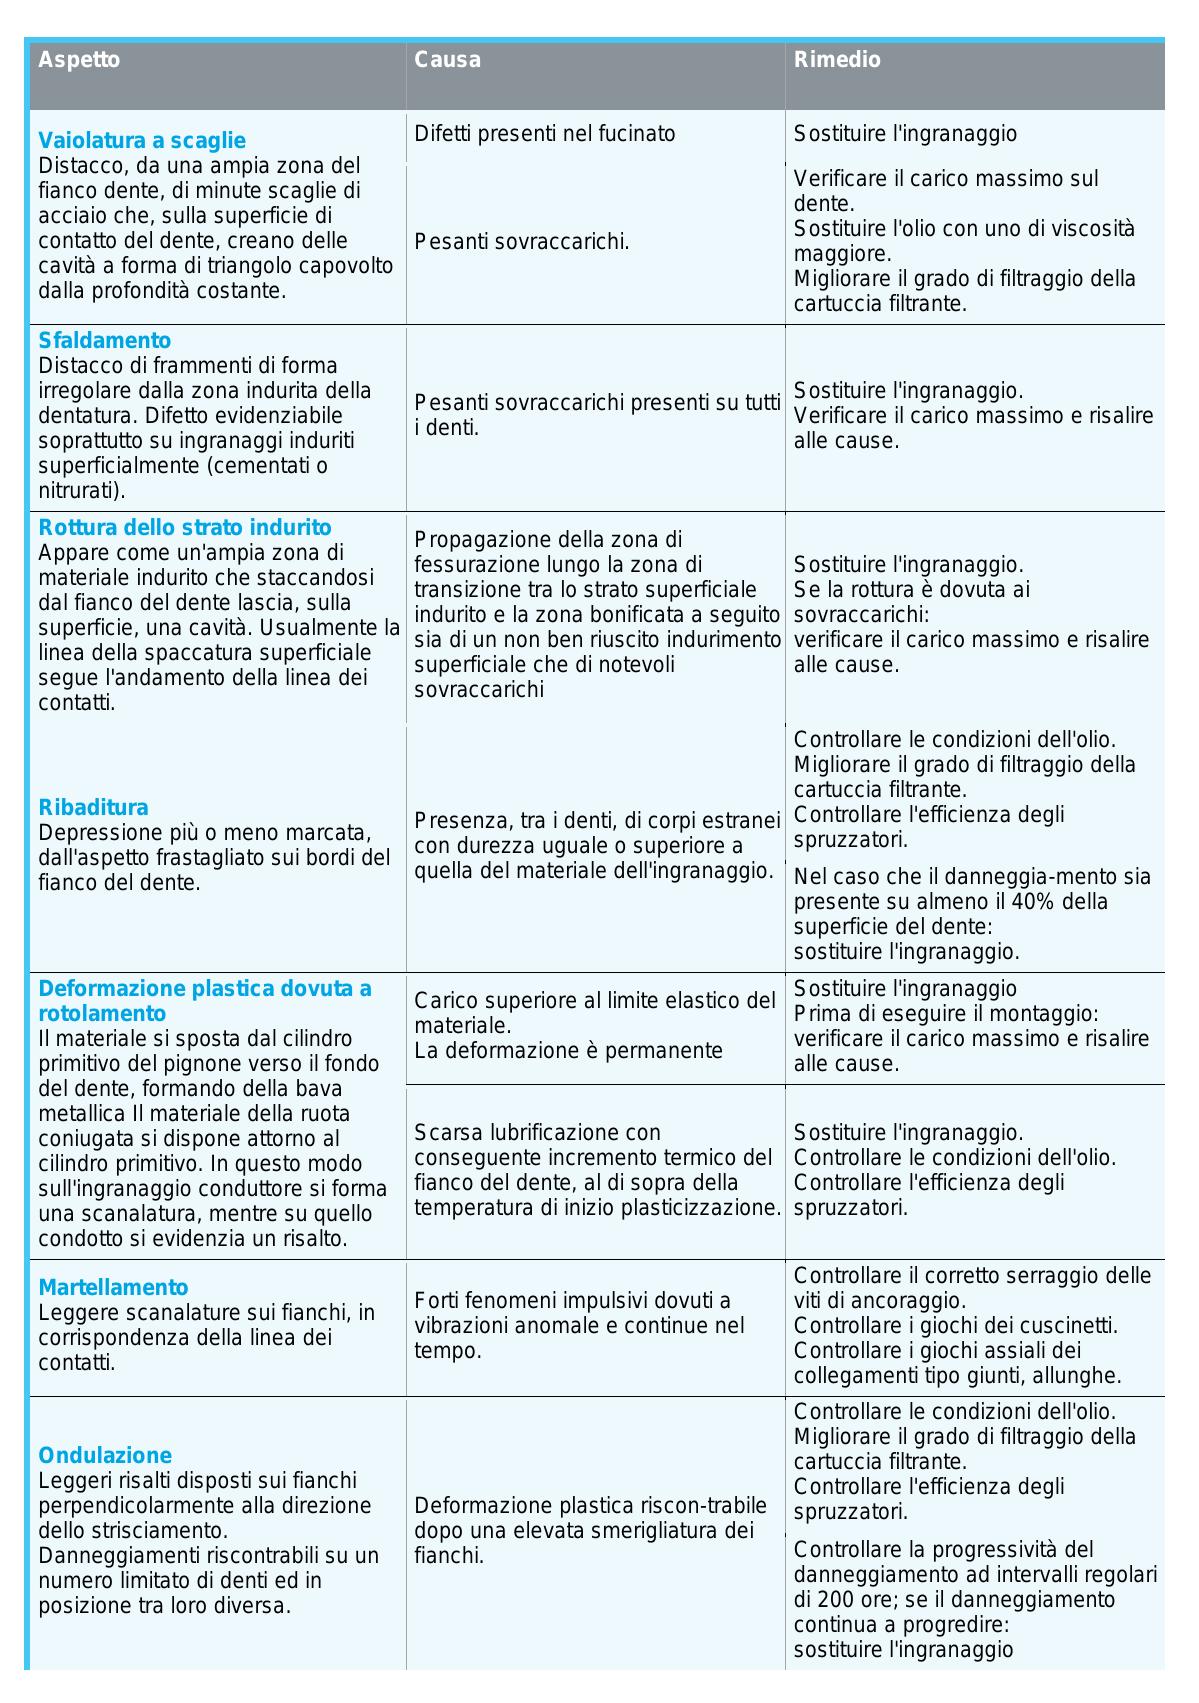 Aspetto
Causa
Rimedio
Vaiolatura a scaglie
Distacco, da una ampia zona del
fianco dente, di minute scaglie di
acciaio che, sulla superficie di
contatto del dente, creano delle
cavità a forma di triangolo capovolto
dalla profondità costante.
Difetti presenti nel fucinato
Sostituire l'ingranaggio
Pesanti sovraccarichi.
Verificare il carico massimo sul
dente.
Sostituire l'olio con uno di viscosità
maggiore.
Migliorare il grado di filtraggio della
cartuccia filtrante.
Sfaldamento
Distacco di frammenti di forma
irregolare dalla zona indurita della
dentatura. Difetto evidenziabile
soprattutto su ingranaggi induriti
superficialmente (cementati o
nitrurati).
Pesanti sovraccarichi presenti su tutti
i denti.
Sostituire l'ingranaggio.
Verificare il carico massimo e risalire
alle cause.
Rottura dello strato indurito
Appare come un'ampia zona di
materiale indurito che staccandosi
dal fianco del dente lascia, sulla
superficie, una cavità. Usualmente la
linea della spaccatura superficiale
segue l'andamento della linea dei
contatti.
Propagazione della zona di
fessurazione lungo la zona di
transizione tra lo strato superficiale
indurito e la zona bonificata a seguito
sia di un non ben riuscito indurimento
superficiale che di notevoli
sovraccarichi
Sostituire l'ingranaggio.
Se la rottura è dovuta ai
sovraccarichi:
verificare il carico massimo e risalire
alle cause.
Ribaditura
Depressione più o meno marcata,
dall'aspetto frastagliato sui bordi del
fianco del dente.
Presenza, tra i denti, di corpi estranei
con durezza uguale o superiore a
quella del materiale dell'ingranaggio.
Controllare le condizioni dell'olio.
Migliorare il grado di filtraggio della
cartuccia filtrante.
Controllare l'efficienza degli
spruzzatori.
Nel caso che il danneggia-mento sia
presente su almeno il 40% della
superficie del dente:
sostituire l'ingranaggio.
Deformazione plastica dovuta a
rotolamento
Il materiale si sposta dal cilindro
primitivo del pignone verso il fondo
del dente, formando della bava
metallica Il materiale della ruota
coniugata si dispone attorno al
cilindro primitivo. In questo modo
sull'ingranaggio conduttore si forma
una scanalatura, mentre su quello
condotto si evidenzia un risalto.
Carico superiore al limite elastico del
materiale.
La deformazione è permanente
Sostituire l'ingranaggio
Prima di eseguire il montaggio:
verificare il carico massimo e risalire
alle cause.
Scarsa lubrificazione con
conseguente incremento termico del
fianco del dente, al di sopra della
temperatura di inizio plasticizzazione.
Sostituire l'ingranaggio.
Controllare le condizioni dell'olio.
Controllare l'efficienza degli
spruzzatori.
Martellamento
Leggere scanalature sui fianchi, in
corrispondenza della linea dei
contatti.
Forti fenomeni impulsivi dovuti a
vibrazioni anomale e continue nel
tempo.
Controllare il corretto serraggio delle
viti di ancoraggio.
Controllare i giochi dei cuscinetti.
Controllare i giochi assiali dei
collegamenti tipo giunti, allunghe.
Ondulazione
Leggeri risalti disposti sui fianchi
perpendicolarmente alla direzione
dello strisciamento.
Danneggiamenti riscontrabili su un
numero limitato di denti ed in
posizione tra loro diversa.
Deformazione plastica riscon-trabile
dopo una elevata smerigliatura dei
fianchi.
Controllare le condizioni dell'olio.
Migliorare il grado di filtraggio della
cartuccia filtrante.
Controllare l'efficienza degli
spruzzatori.
Controllare la progressività del
danneggiamento ad intervalli regolari
di 200 ore; se il danneggiamento
continua a progredire:
sostituire l'ingranaggio